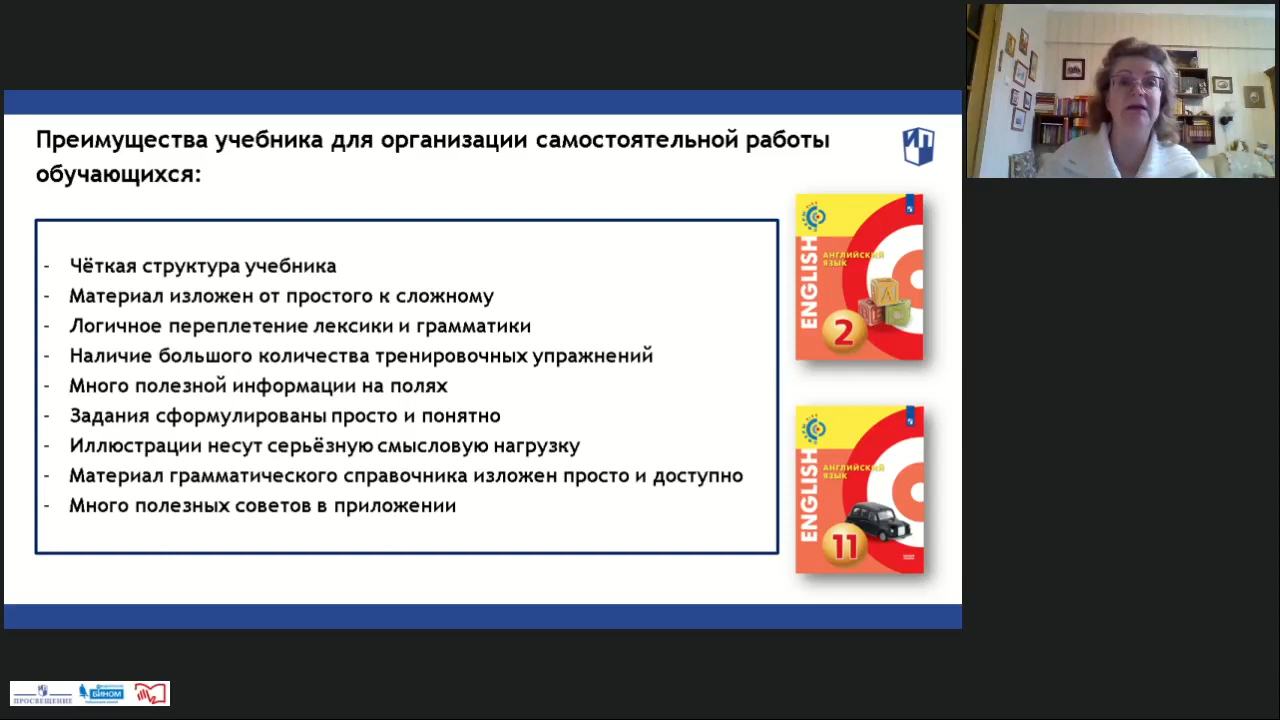 Преимущества учебника для организации самостоятельной работы
обучающихся:
- Чёткая структура учебника
- Материал изложен от простого к сложному
- Логичное переплетение лексики и грамматики
- Наличие большого количества тренировочных упражнений
- Много полезной информации на полях
- Задания сформулированы просто и понятно
- Иллюстрации несут серьёзную смысловую нагрузку
- Материал грамматического справочника изложен просто и доступно
- Много полезных советов в приложении
ИП
ENGLISH
АНГЛИЙСКИЙ
ЯЗЫК
2
ENGLISH
АНГЛИЙСКИЙ
ЯЗЫК
11
ПРОСВЕЩЕНИЕ
БИНОМ